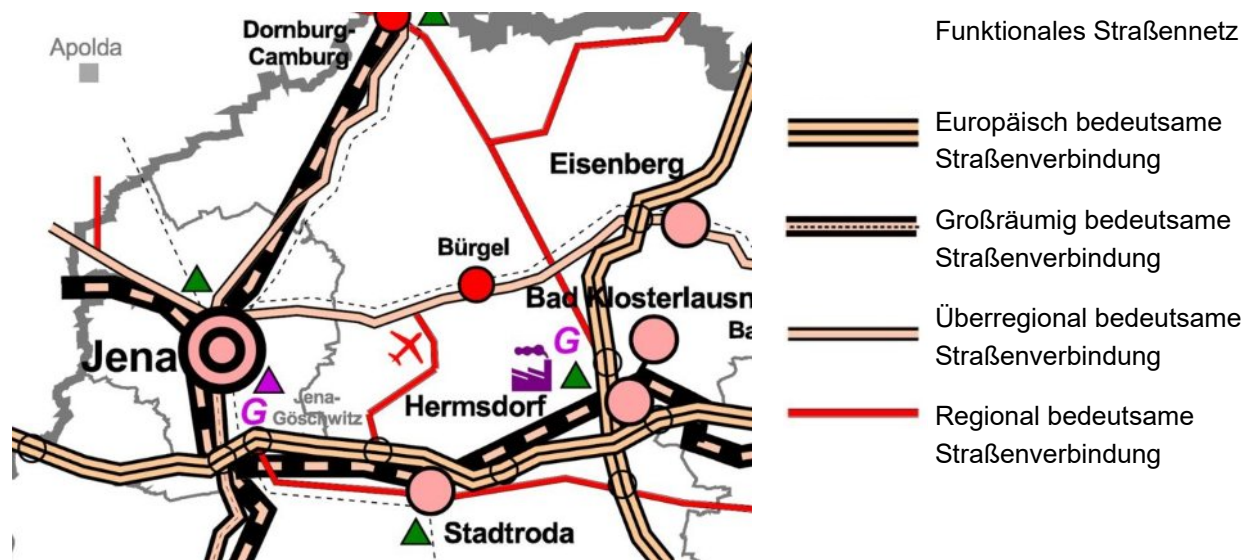 Dornburg-
Camburg
Apolda
Eisenberg
Bürgel
Bad Klosterlausn
Ba
G
Jena
Hermsdorf
G
Jena-
Göschwitz
Stadtroda
Funktionales Straßennetz
Europäisch bedeutsame
Straßenverbindung
Großräumig bedeutsame
Straßenverbindung
Überregional bedeutsame
Straßenverbindung
Regional bedeutsame
Straßenverbindung